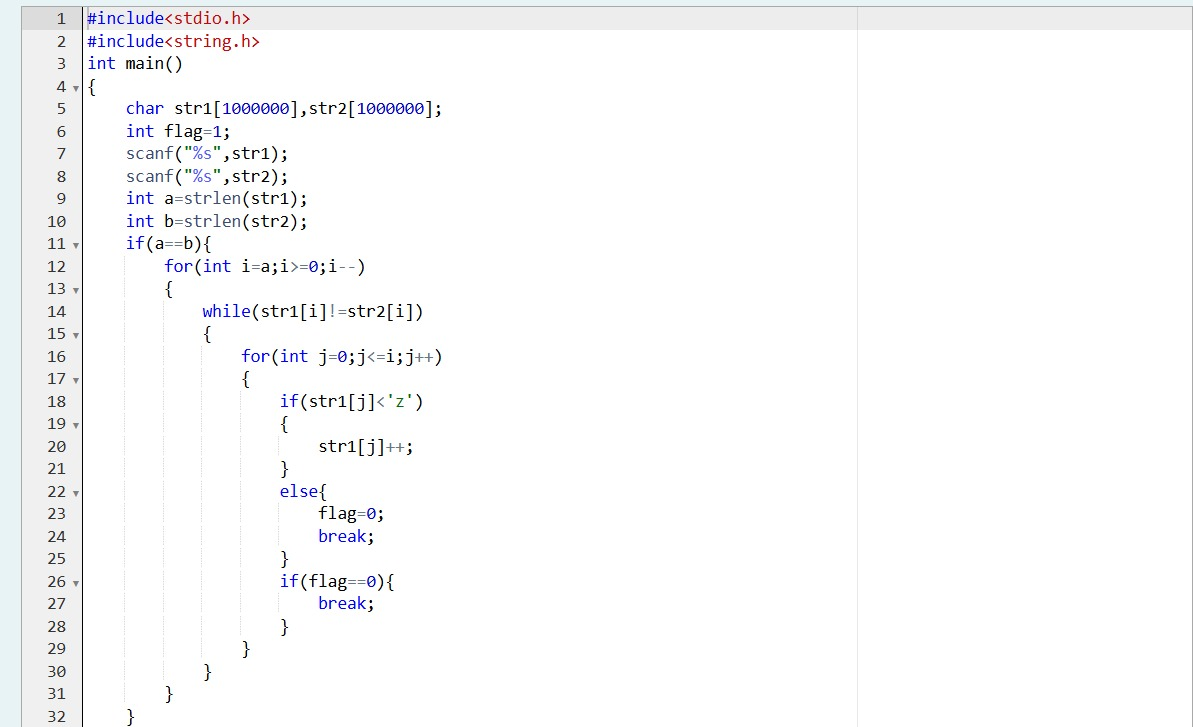 1 #include<stdio.h>
2 #include<string.h>
3 int main()
4 {
5     char str1[1000000],str2[1000000];
6     int flag=1;
7     scanf("%s",str1);
8     scanf("%s",str2);
9     int a=strlen(str1);
10     int b=strlen(str2);
11     if(a==b){
12         for(int i=a;i>=0;i--)
13         {
14             while(str1[i]!=str2[i])
15             {
16                 for(int j=0;j<=i;j++)
17                 {
18                     if(str1[j]<'z')
19                     {
20                         str1[j]++;
21                     }
22                     else{
23                         flag=0;
24                         break;
25                     }
26                     if(flag==0){
27                         break;
28                     }
29                 }
30             }
31         }
32     }